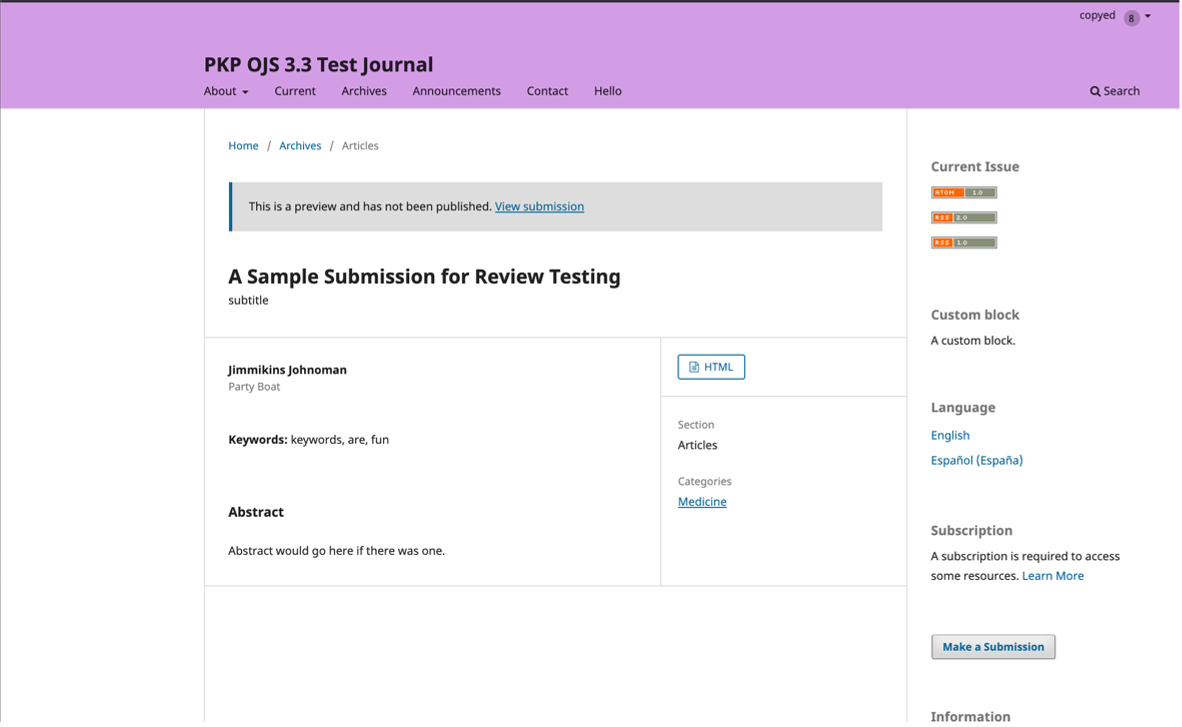 copyed 8
PKP OJS 3.3 Test Journal
About Current Archives Announcements Contact Hello Search
Home / Archives / Articles
This is a preview and has not been published. View submission
A Sample Submission for Review Testing
subtitle
Jimmikins Johnoman
Party Boat
Keywords: keywords, are, fun
Abstract
Abstract would go here if there was one.
HTML
Section
Articles
Categories
Medicine
Current Issue
ATOM 1.0
RSS 2.0
RSS 1.0
Custom block
A custom block.
Language
English
Español (España)
Subscription
A subscription is required to access
some resources. Learn More
Make a Submission
Information